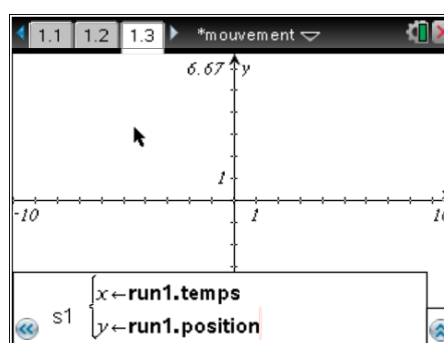 1.1 1.2 1.3 *mouvement
6.67 y
1
-10 1 10
s1 x←run1.temps
y←run1.position